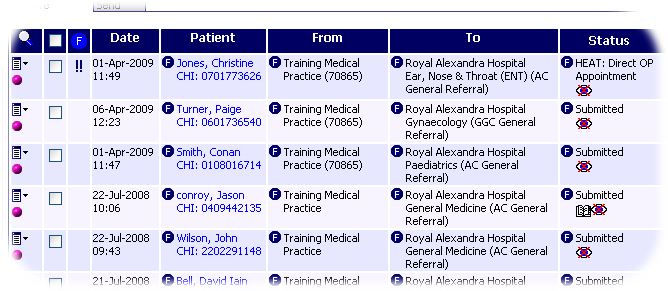 Send
F Date Patient From To Status
!! 01-Apr-2009 F Jones, Christine F Training Medical F Royal Alexandra Hospital F HEAT: Direct OP
11:49 CHI: 0701773626 Practice (70865) Ear, Nose & Throat (ENT) (AC Appointment
General Referral)
06-Apr-2009 F Turner, Paige F Training Medical F Royal Alexandra Hospital F Submitted
12:23 CHI: 0601736540 Practice (70865) Gynaecology (GGC General
Referral)
01-Apr-2009 F Smith, Conan F Training Medical F Royal Alexandra Hospital F Submitted
11:47 CHI: 0108016714 Practice (70865) Paediatrics (AC General
Referral)
22-Jul-2008 F conroy, Jason F Training Medical F Royal Alexandra Hospital F Submitted
10:06 CHI: 0409442135 Practice General Medicine (AC General
Referral)
22-Jul-2008 F Wilson, John F Training Medical F Royal Alexandra Hospital F Submitted
09:43 CHI: 2202291148 Practice General Medicine (AC General
Referral)
21-Jul-2008 F Bell, David Iain F Training Medical F Royal Alexandra Hospital F Submitted